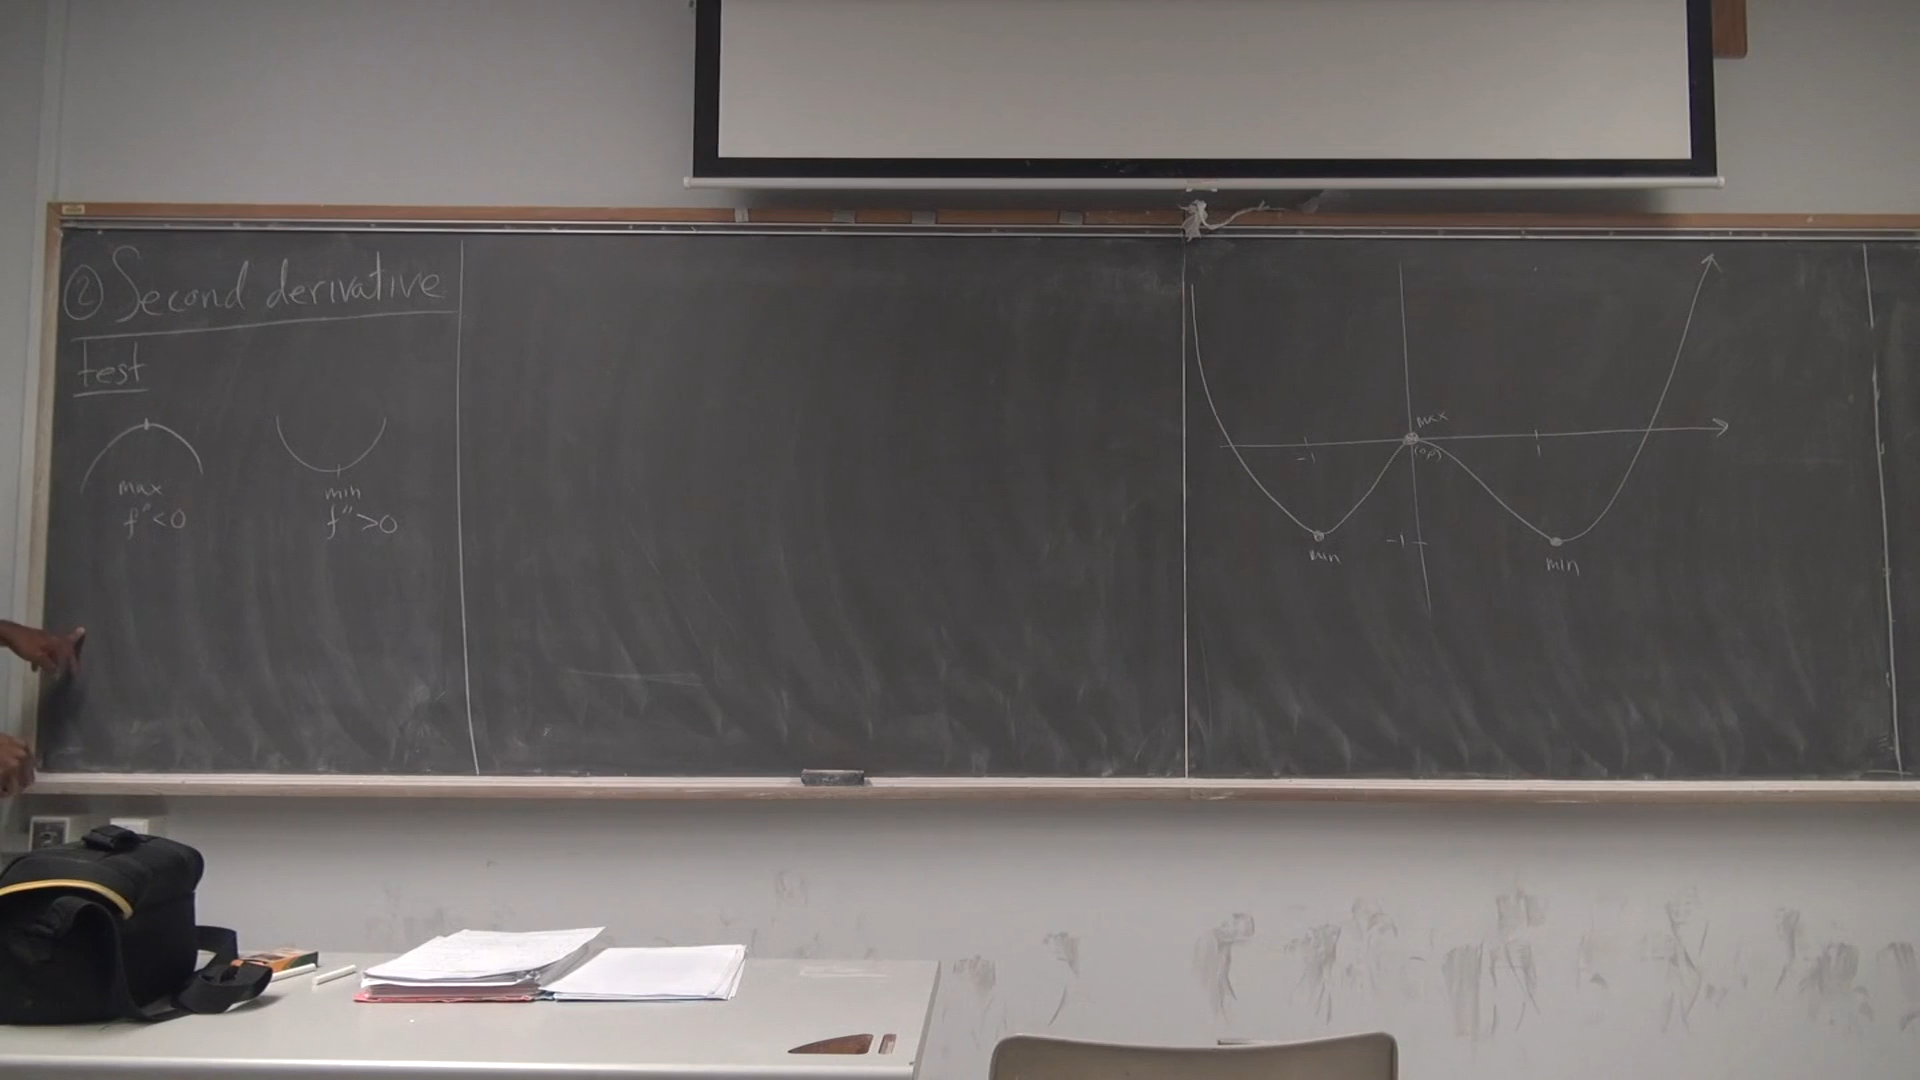 ② Second derivative
test
max
f''<0
min
f''>0
max
-1
(0,0)
1
-1
min
min